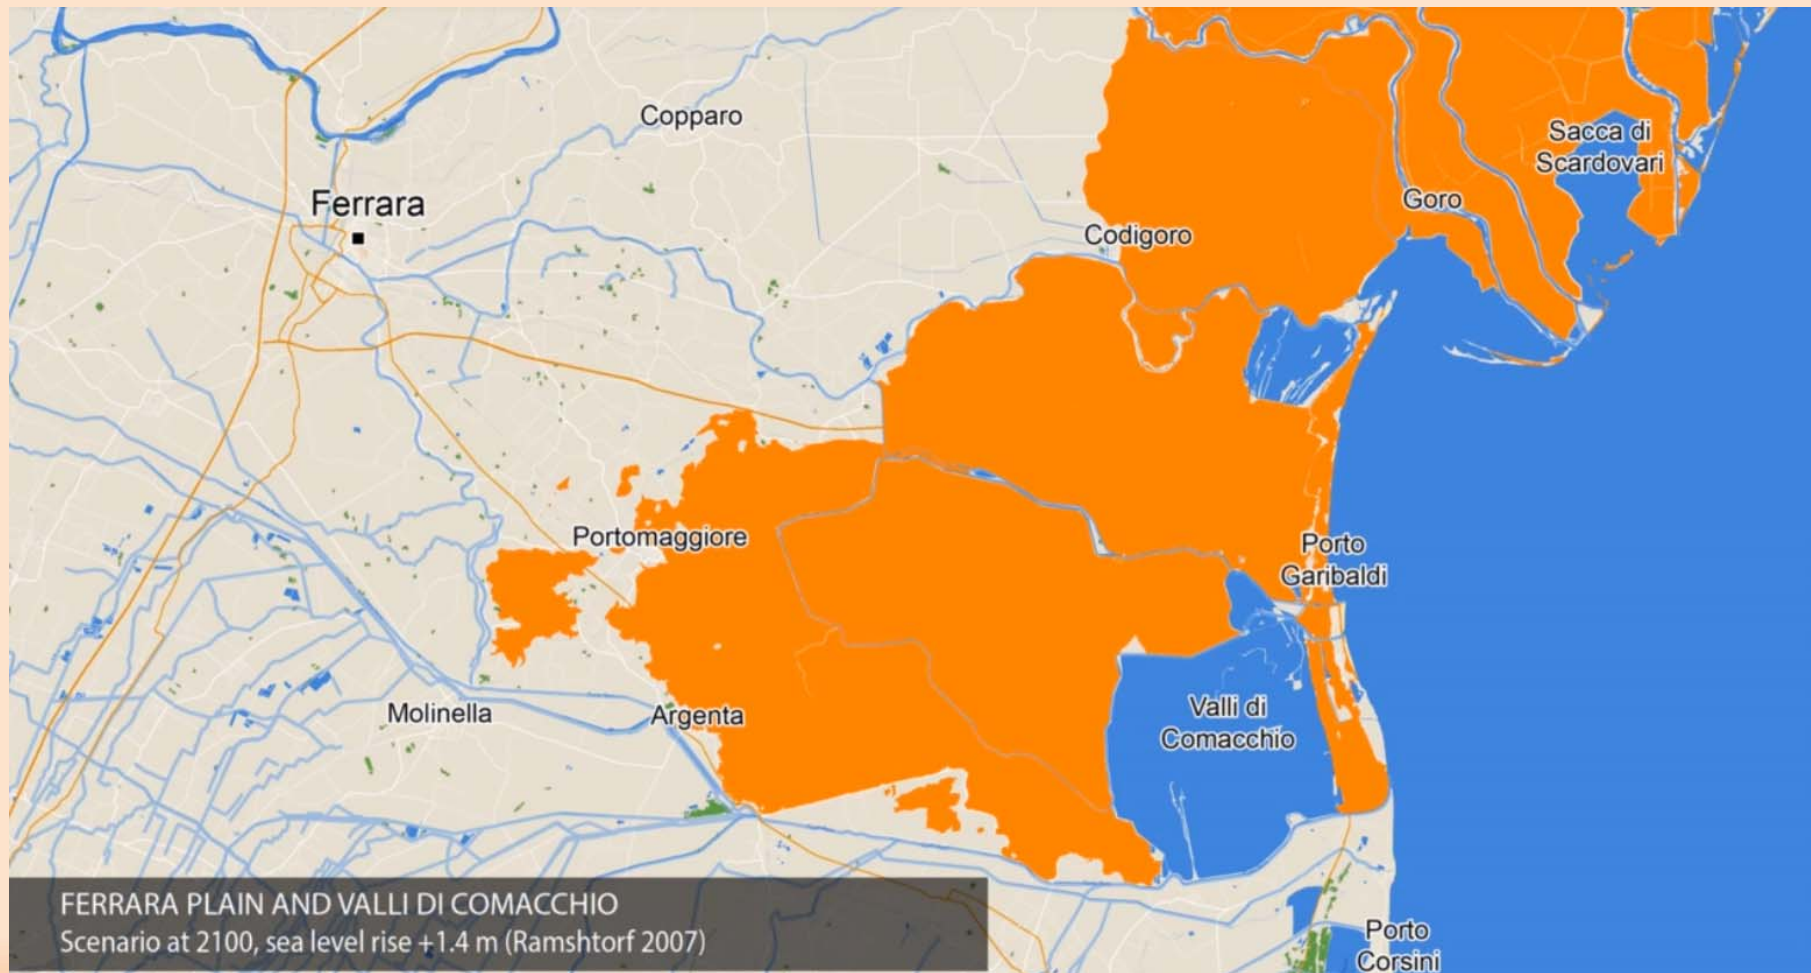 Copparo
Sacca di
Scardovari
Ferrara
Goro
Codigoro
Portomaggiore
Porto
Garibaldi
Valli di
Comacchio
Molinella
Argenta
FERRARA PLAIN AND VALLI DI COMACCHIO
Scenario at 2100, sea level rise +1.4 m (Ramshtorf 2007)
Porto
Corsini